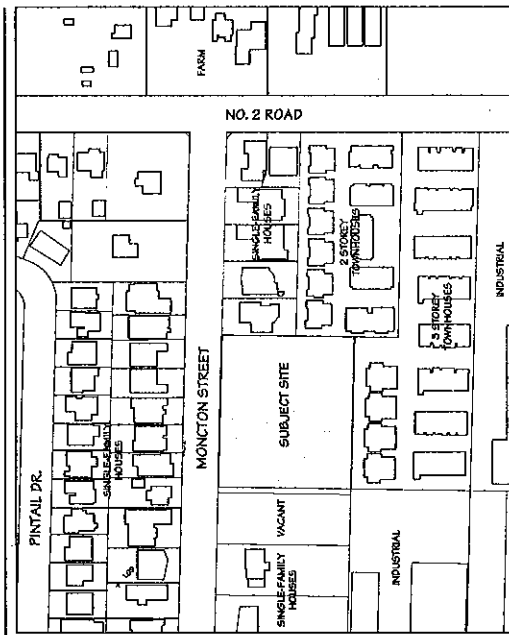 FARM
NO. 2 ROAD
SINGLE-FAMILY
HOUSES
2 STOREY
TOWNHOUSES
INDUSTRIAL
3 STOREY
TOWNHOUSES
MONCTON STREET
SUBJECT SITE
SINGLE-FAMILY
HOUSES
PINTAIL DR.
VACANT
SINGLE-FAMILY
HOUSES
INDUSTRIAL